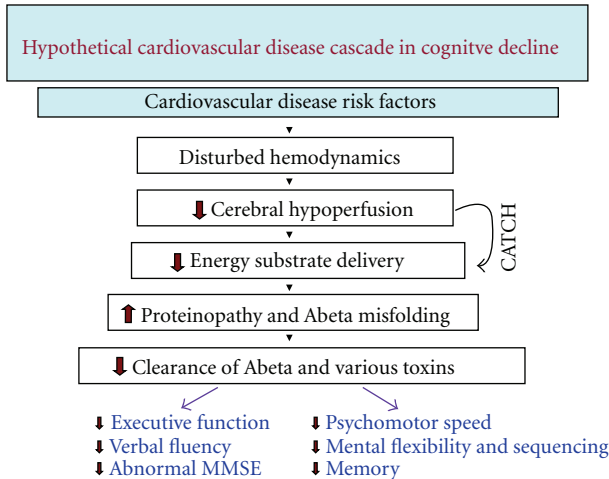 Hypothetical cardiovascular disease cascade in cognitve decline
Cardiovascular disease risk factors
Disturbed hemodynamics
Cerebral hypoperfusion
CATCH
Energy substrate delivery
Proteinopathy and Abeta misfolding
Clearance of Abeta and various toxins
Executive function
Verbal fluency
Abnormal MMSE
Psychomotor speed
Mental flexibility and sequencing
Memory